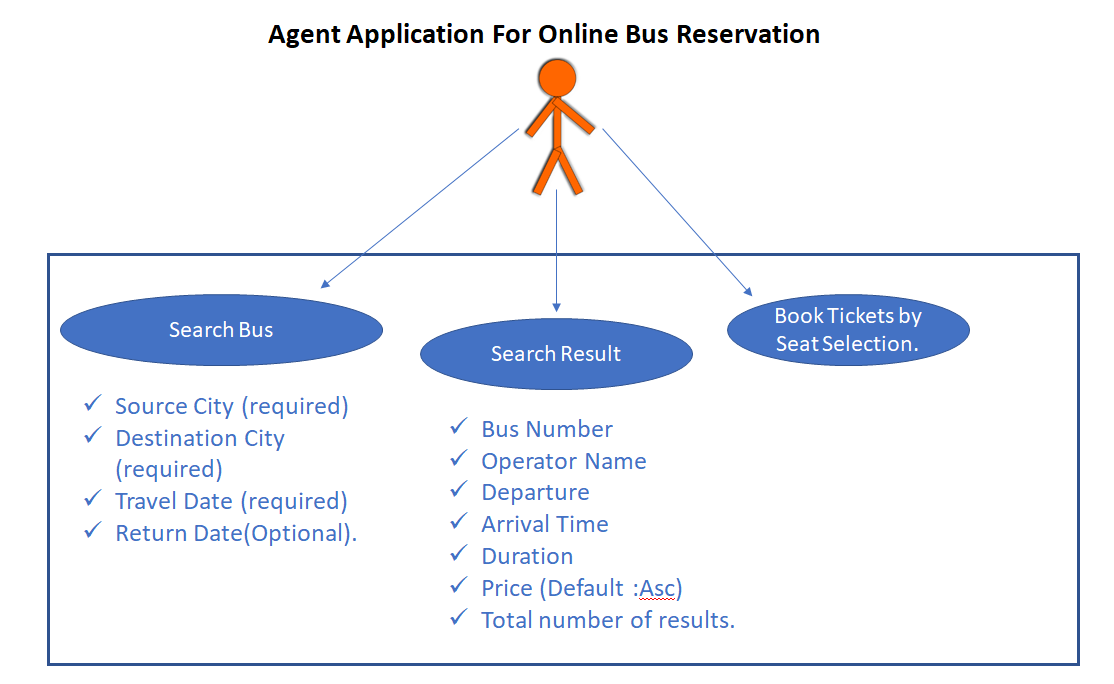 Agent Application For Online Bus Reservation
Search Bus
Source City (required)
Destination City
(required)
Travel Date (required)
Return Date(Optional).
Search Result
Bus Number
Operator Name
Departure
Arrival Time
Duration
Price (Default :Asc)
Total number of results.
Book Tickets by
Seat Selection.